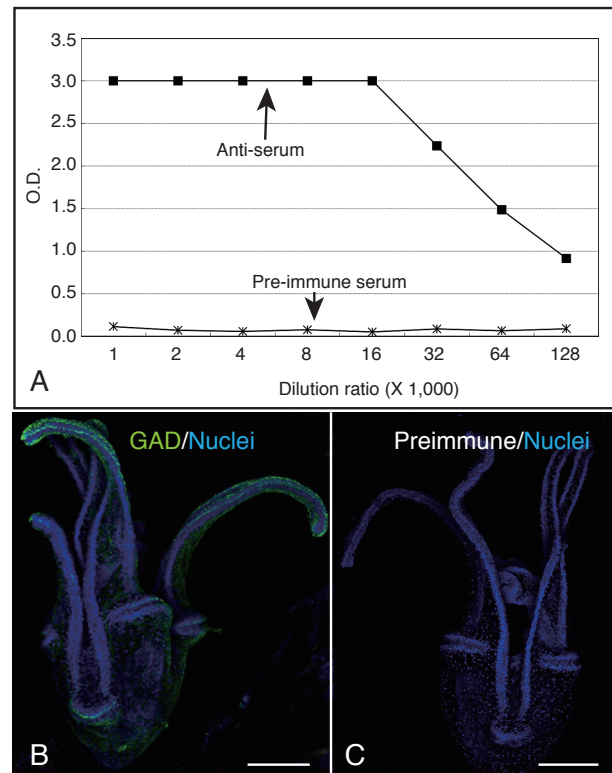 3.5
3.0
2.5
2.0
1.5
1.0
0.5
0.0
O.D.
Anti-serum
Pre-immune serum
1 2 4 8 16 32 64 128
Dilution ratio (X 1,000)
A
GAD/Nuclei
B
Preimmune/Nuclei
C